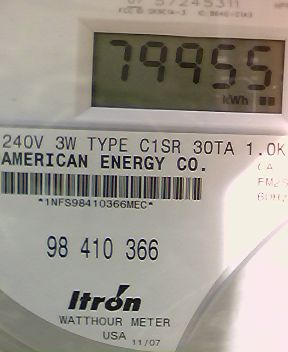 79955
kWh
240V 3W TYPE C1SR 30TA 1.0K
AMERICAN ENERGY CO.
*1NFS98410366MEC*
98 410 366
Itron
WATTHOUR METER
USA 11/07